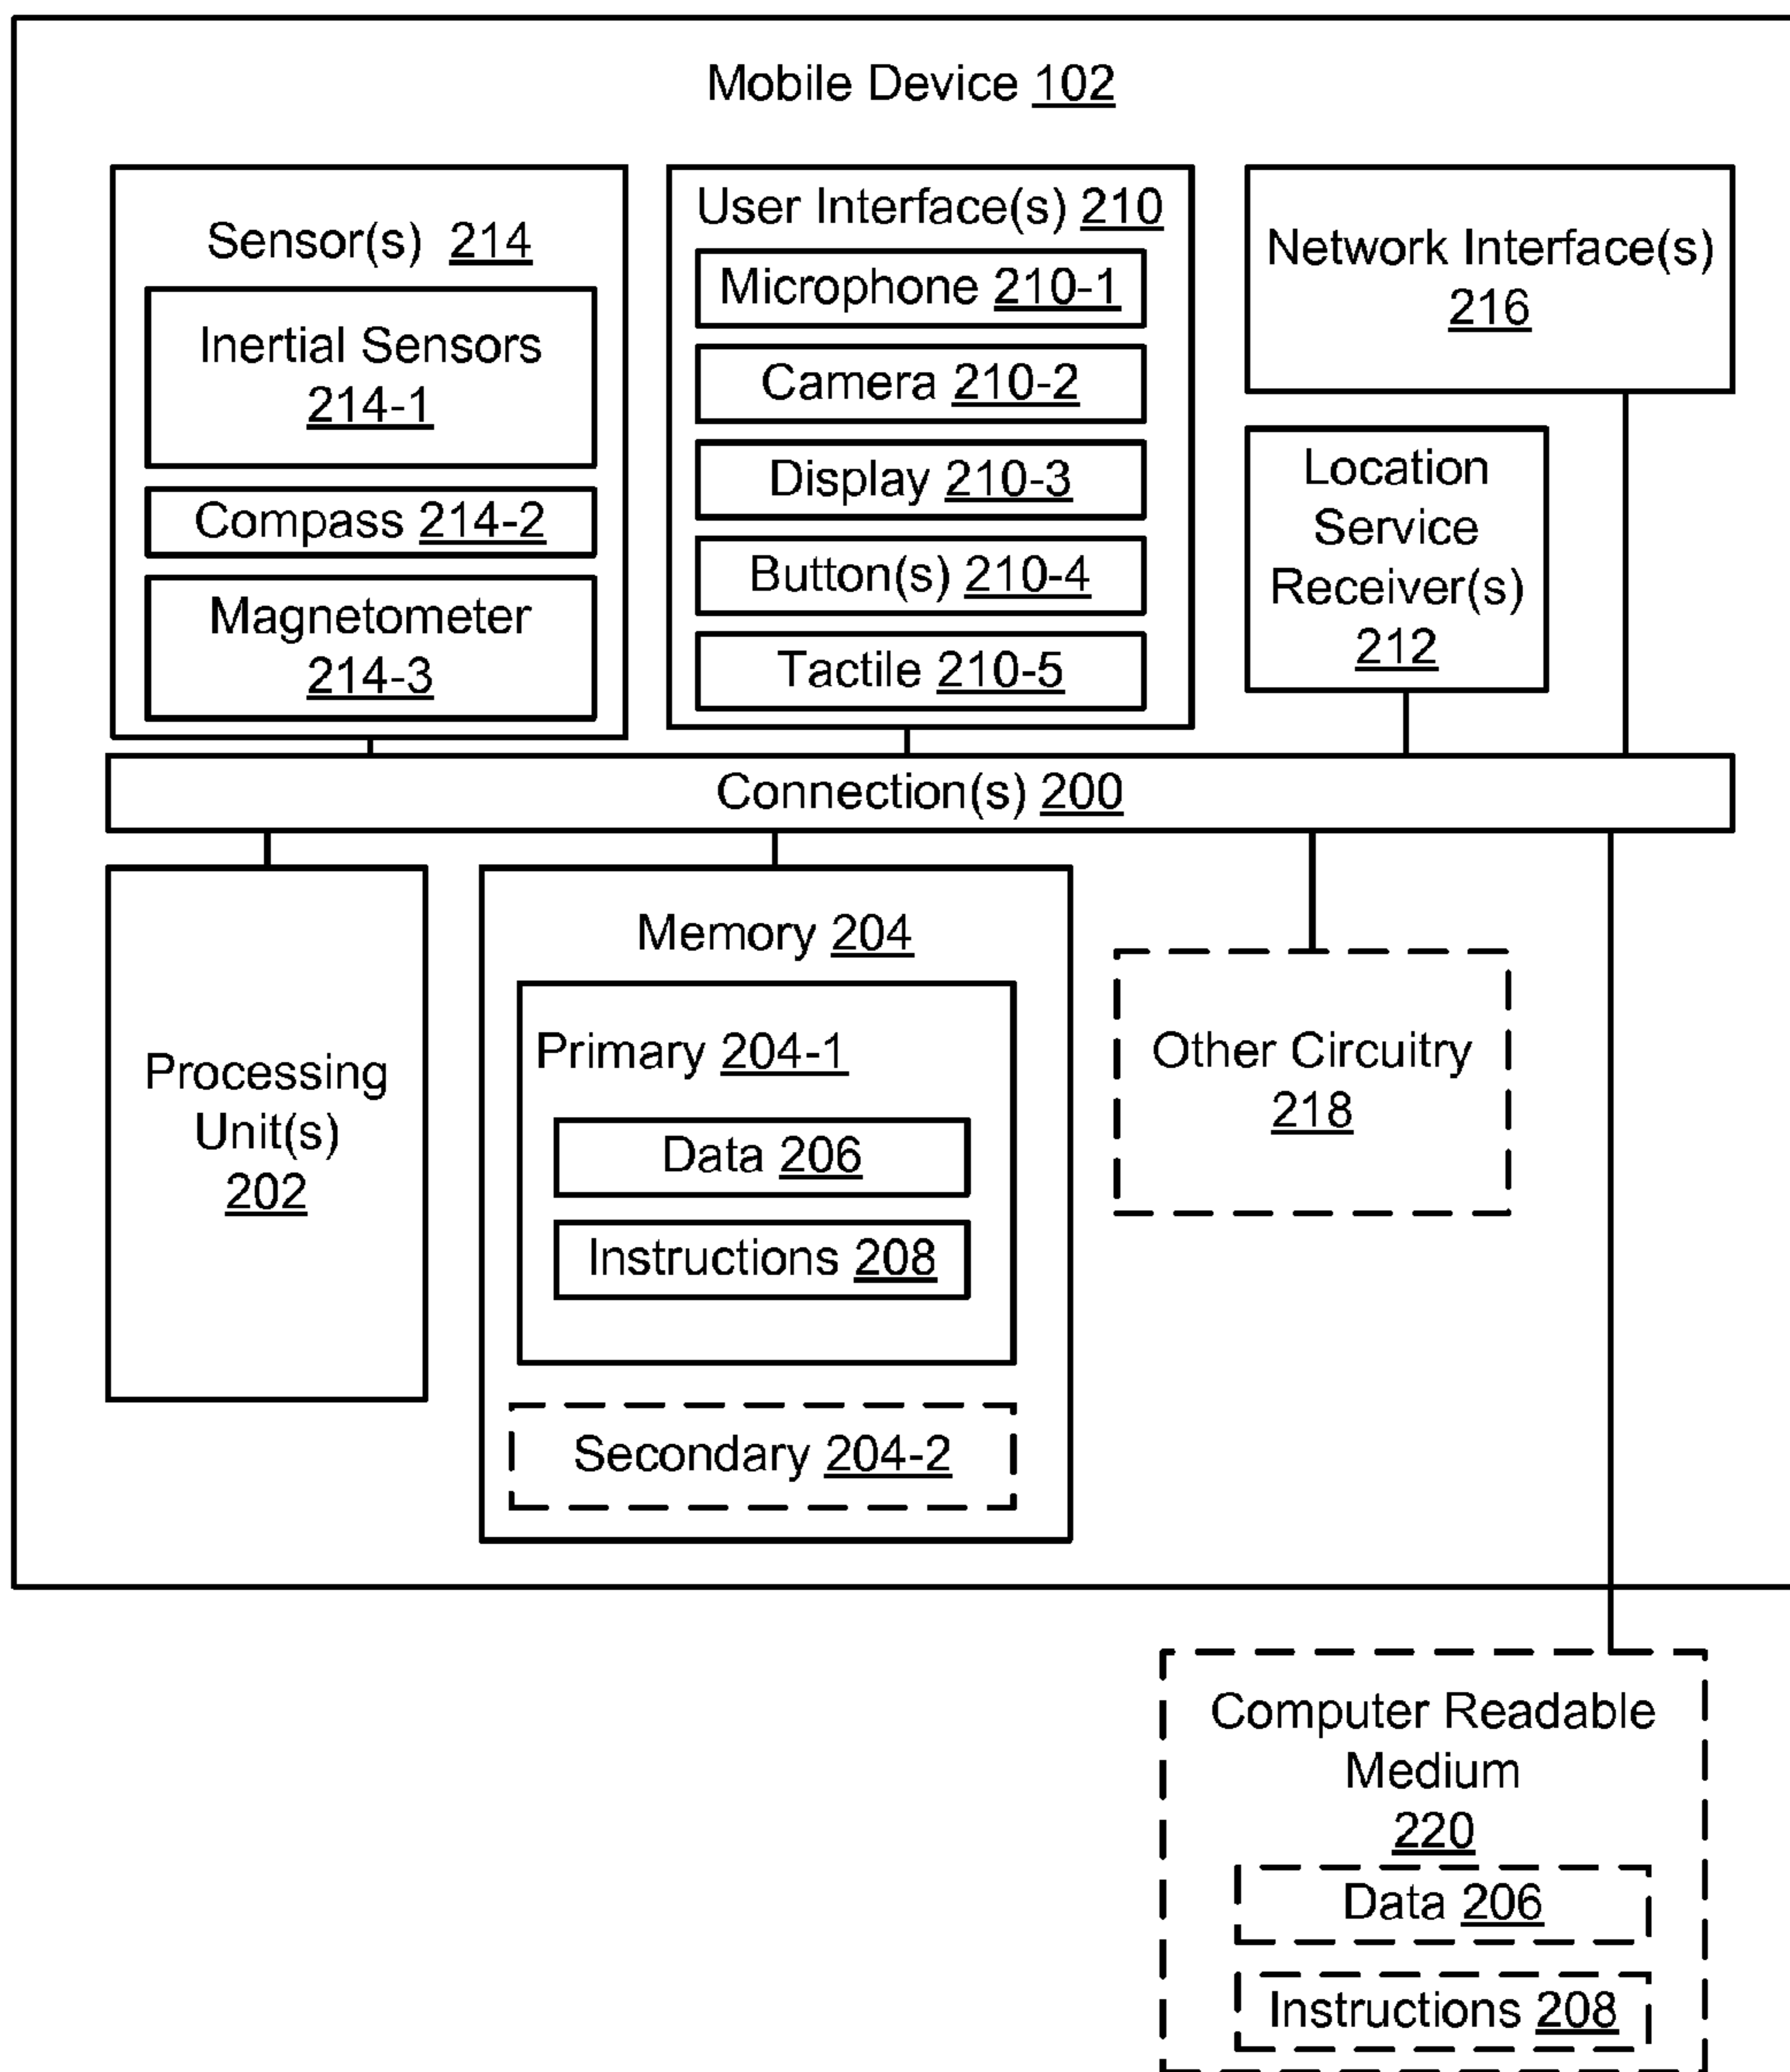 Mobile Device 102
Sensor(s) 214
Inertial Sensors
214-1
Compass 214-2
Magnetometer
214-3
User Interface(s) 210
Microphone 210-1
Camera 210-2
Display 210-3
Button(s) 210-4
Tactile 210-5
Network Interface(s)
216
Location
Service
Receiver(s)
212
Connection(s) 200
Processing
Unit(s)
202
Memory 204
Primary 204-1
Data 206
Instructions 208
Secondary 204-2
Other Circuitry
218
Computer Readable
Medium
220
Data 206
Instructions 208